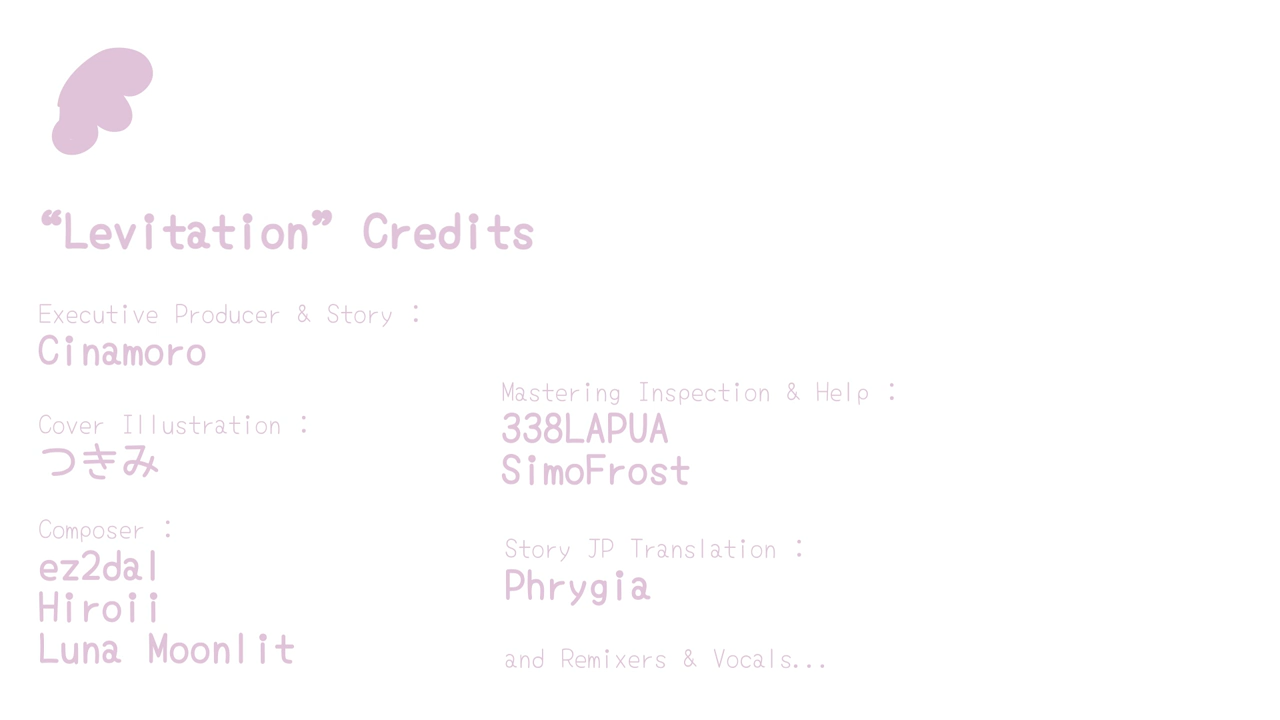 “Levitation” Credits
Executive Producer & Story :
Cinamoro
Cover Illustration :
つきみ
Composer :
ez2dal
Hiroii
Luna Moonlit
Mastering Inspection & Help :
338LAPUA
SimoFrost
Story JP Translation :
Phrygia
and Remixers & Vocals...